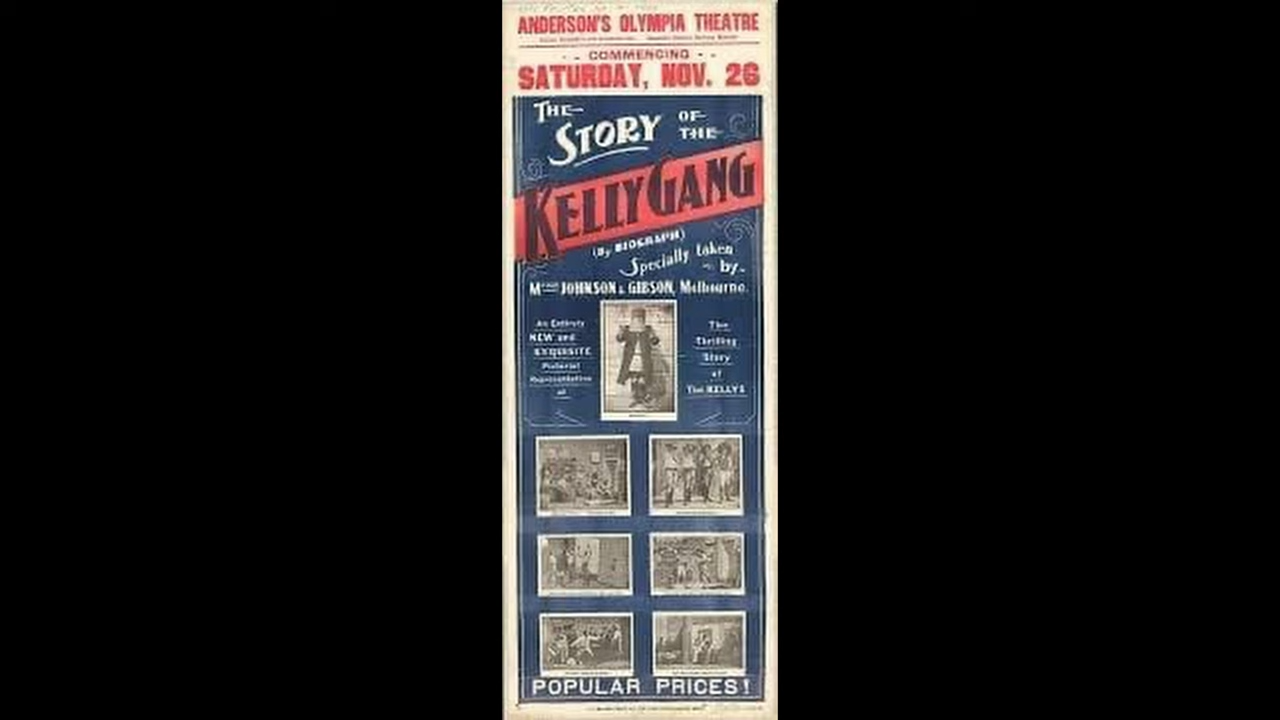 ANDERSON'S OLYMPIA THEATRE
- - COMMENCING - -
SATURDAY, NOV. 26
THE
STORY OF
THE
KELLY GANG
(By BIOGRAPH)
Specially taken
by
JOHNSON & GIBSON, Melbourne.
An Entirely
NEW and
EXQUISITE
Pictorial
Representation
of
The
Thrilling
Story
of
The KELLYS
POPULAR PRICES!